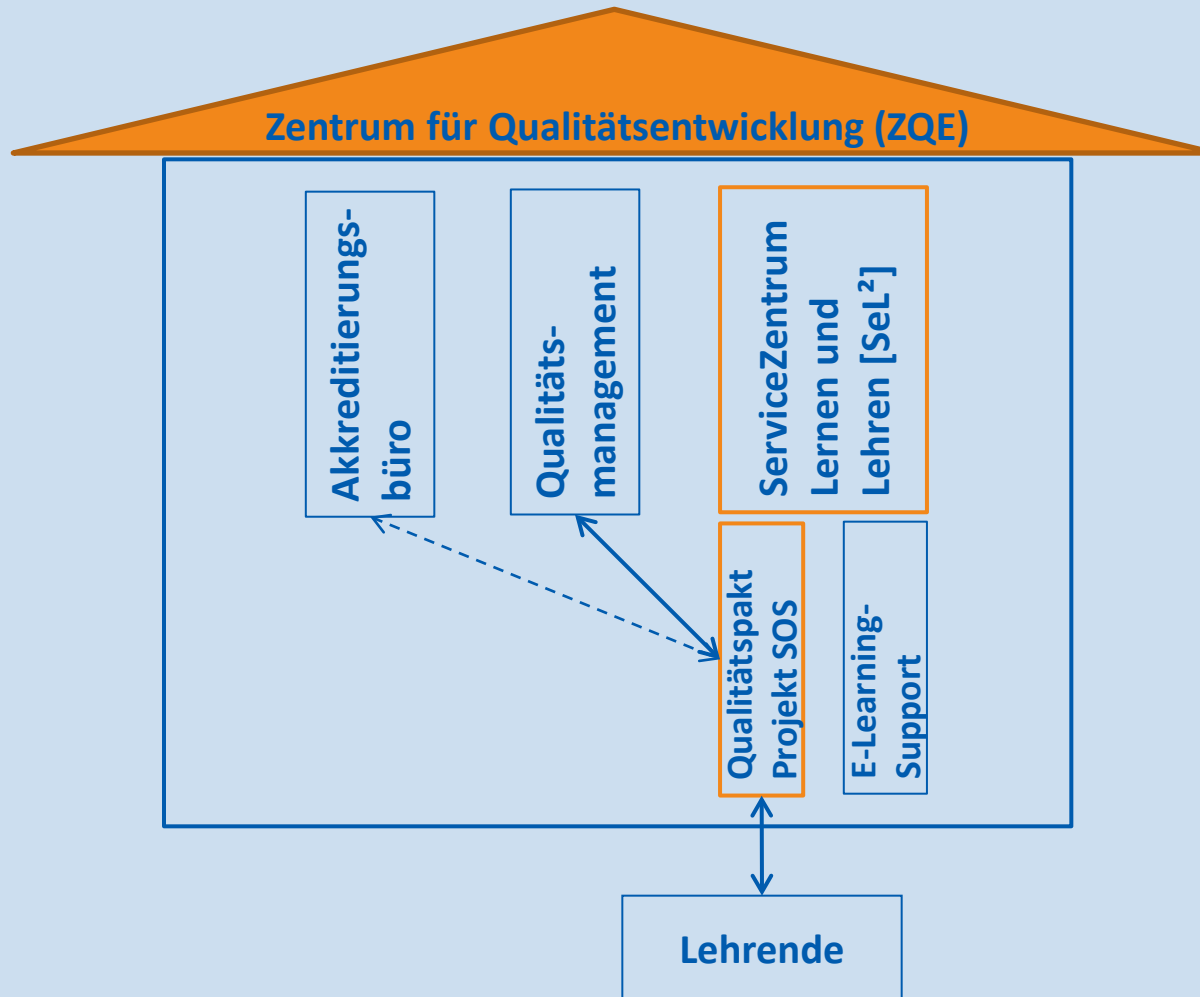 Zentrum für Qualitätsentwicklung (ZQE)
Akkreditierungs-
büro
Qualitäts-
management
ServiceZentrum
Lernen und
Lehren [SeL²]
Qualitätspakt
Projekt SOS
E-Learning-
Support
Lehrende